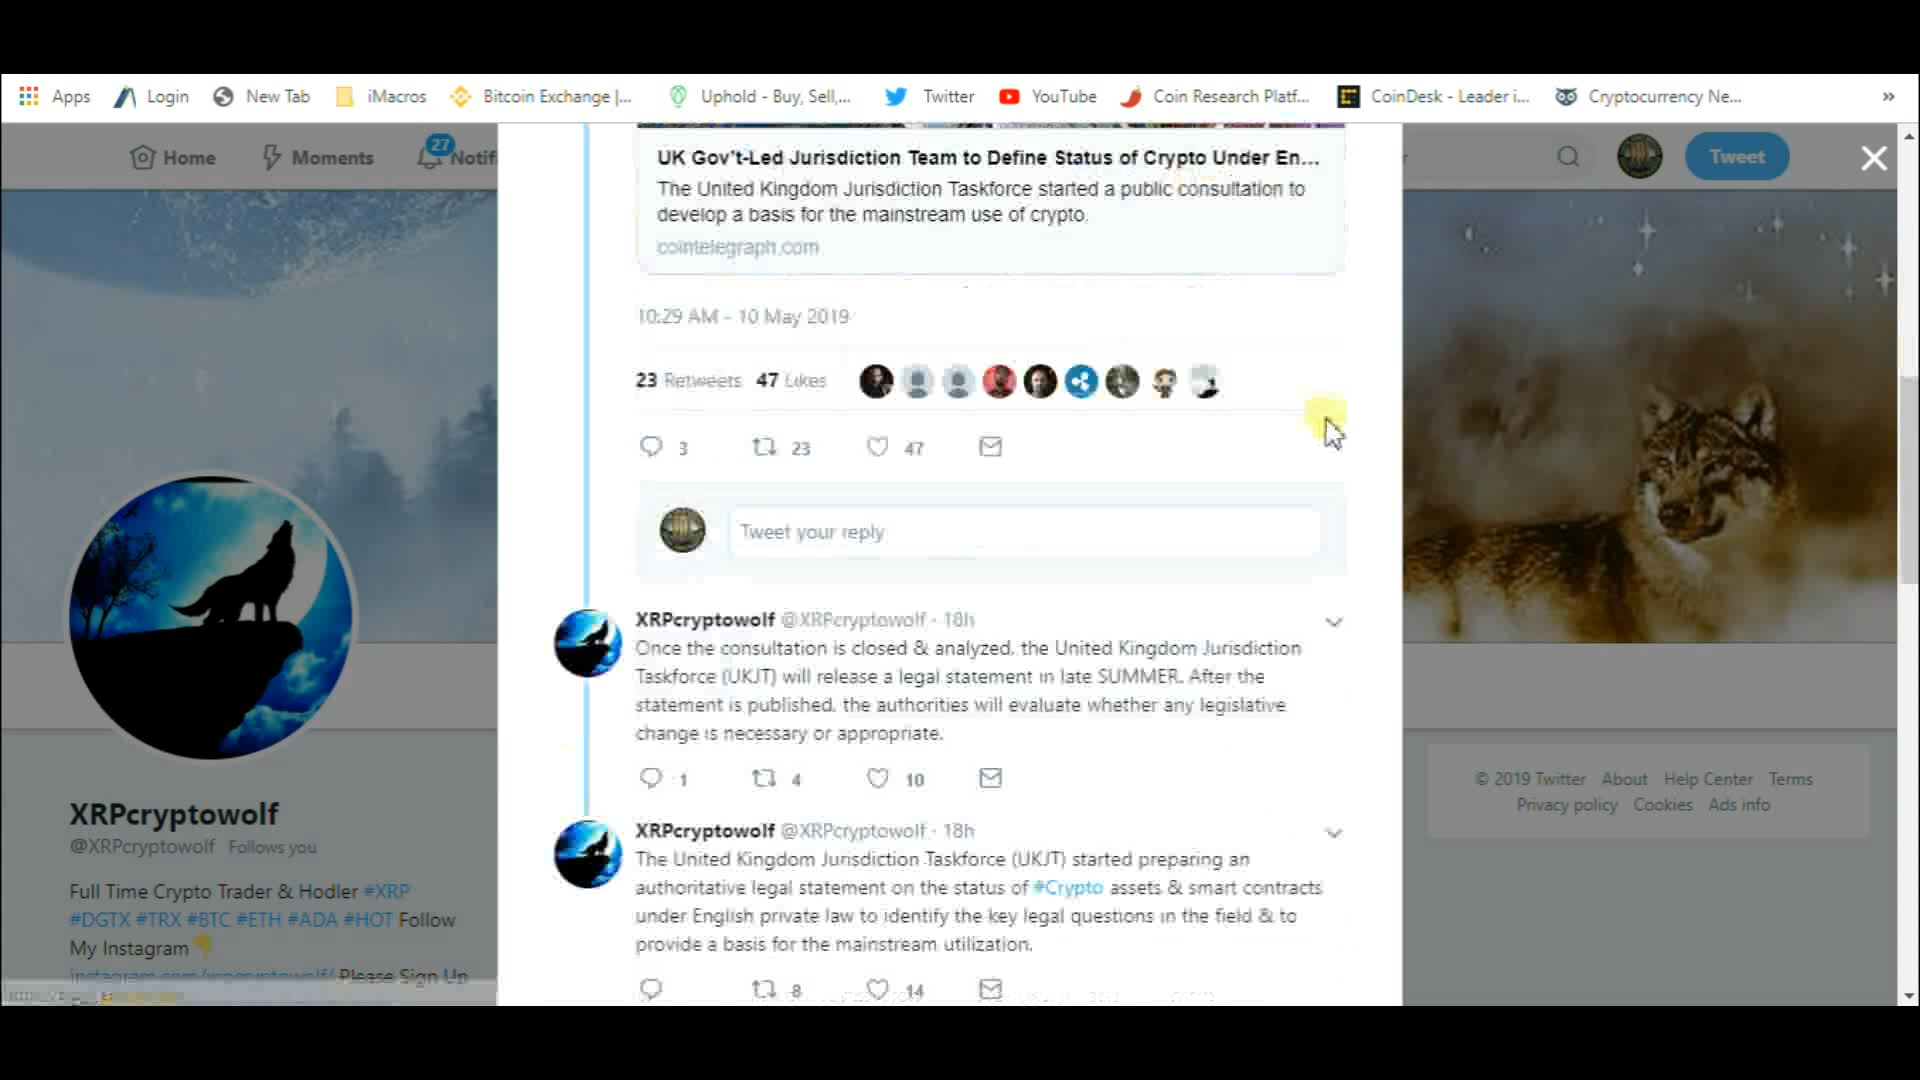 Apps Login New Tab iMacros Bitcoin Exchange |... Uphold - Buy, Sell,... Twitter YouTube Coin Research Platf... CoinDesk - Leader i... Cryptocurrency Ne... »
Home Moments 27 Notif
Tweet
UK Gov't-Led Jurisdiction Team to Define Status of Crypto Under En...
The United Kingdom Jurisdiction Taskforce started a public consultation to
develop a basis for the mainstream use of crypto.
cointelegraph.com
10:29 AM - 10 May 2019
23 Retweets 47 Likes
3 23 47
Tweet your reply
XRPcryptowolf @XRPcryptowolf · 18h
Once the consultation is closed & analyzed, the United Kingdom Jurisdiction
Taskforce (UKJT) will release a legal statement in late SUMMER. After the
statement is published, the authorities will evaluate whether any legislative
change is necessary or appropriate.
1 4 10
XRPcryptowolf @XRPcryptowolf · 18h
The United Kingdom Jurisdiction Taskforce (UKJT) started preparing an
authoritative legal statement on the status of #Crypto assets & smart contracts
under English private law to identify the key legal questions in the field & to
provide a basis for the mainstream utilization.
8 14
XRPcryptowolf
@XRPcryptowolf Follows you
Full Time Crypto Trader & Hodler #XRP
#DGTX #TRX #BTC #ETH #ADA #HOT Follow
My Instagram
instagram.com/xrpcryptowolf/ Please Sign Up
© 2019 Twitter About Help Center Terms
Privacy policy Cookies Ads info